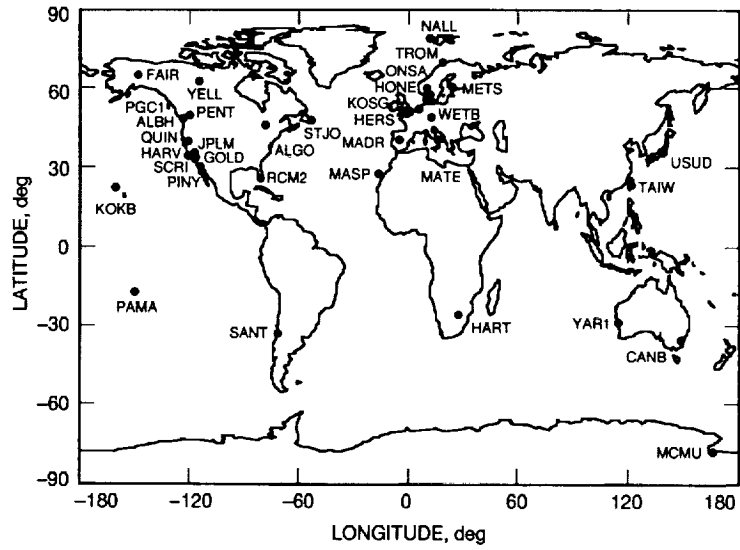 90
NALL
TROM
ONSA
HONE
METS
FAIR
YELL
60
KOSG
HERS
WETB
PGC1
PENT
ALBH
STJO
QUIN
JPLM
ALGO
MADR
HARV
GOLD
30
SCRI
PINY
RCM2
MASP
MATE
USUD
TAIW
KOKB
0
PAMA
-30
SANT
HART
YAR1
CANB
-60
MCMU
-90
LATITUDE, deg
-180
-120
-60
0
60
120
180
LONGITUDE, deg